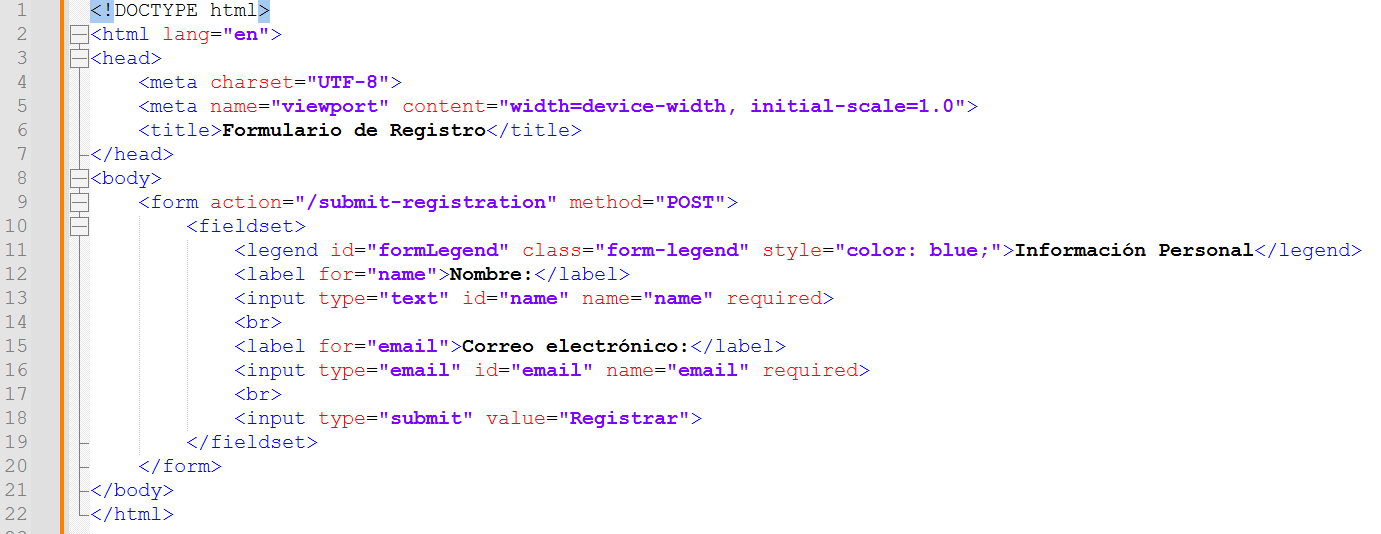 1 <!DOCTYPE html>
2 <html lang="en">
3 <head>
4     <meta charset="UTF-8">
5     <meta name="viewport" content="width=device-width, initial-scale=1.0">
6     <title>Formulario de Registro</title>
7 </head>
8 <body>
9     <form action="/submit-registration" method="POST">
10         <fieldset>
11             <legend id="formLegend" class="form-legend" style="color: blue;">Información Personal</legend>
12             <label for="name">Nombre:</label>
13             <input type="text" id="name" name="name" required>
14             <br>
15             <label for="email">Correo electrónico:</label>
16             <input type="email" id="email" name="email" required>
17             <br>
18             <input type="submit" value="Registrar">
19         </fieldset>
20     </form>
21 </body>
22 </html>